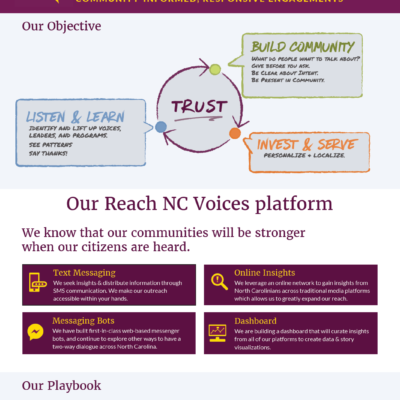 COMMUNITY-INFORMED, RESPONSIVE ENGAGEMENTS
Our Objective
BUILD COMMUNITY
WHAT DO PEOPLE WANT TO TALK ABOUT?
GIVE BEFORE YOU ASK.
BE CLEAR ABOUT INTENT.
BE PRESENT IN COMMUNITY.
TRUST
LISTEN & LEARN
IDENTIFY AND LIFT UP VOICES,
LEADERS, AND PROGRAMS.
SEE PATTERNS
SAY THANKS!
INVEST & SERVE
PERSONALIZE + LOCALIZE.
Our Reach NC Voices platform
We know that our communities will be stronger
when our citizens are heard.
Text Messaging
We seek insights & distribute information through
SMS communication. We make our outreach
accessible within your hands.
Online Insights
We leverage an online network to gain insights from
North Carolinians across traditional media platforms
which allows us to greatly expand our reach.
Messaging Bots
We have built first-in-class web-based messenger
bots, and continue to explore other ways to have a
two-way dialogue across North Carolina.
Dashboard
We are building a dashboard that will curate insights
from all of our platforms to create data & story
visualizations.
Our Playbook